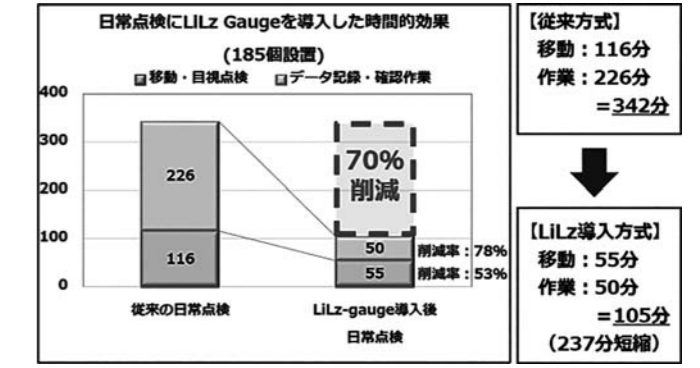 日常点検にLiLz Gaugeを導入した時間的効果
(185個設置)
移動・目視点検 データ記録・確認作業
400
300
200
100
0
226
116
70%
削減
50
55
削減率：78%
削減率：53%
従来の日常点検
LiLz-gauge導入後
日常点検
【従来方式】
移動：116分
作業：226分
=342分
【LiLz導入方式】
移動：55分
作業：50分
=105分
(237分短縮)